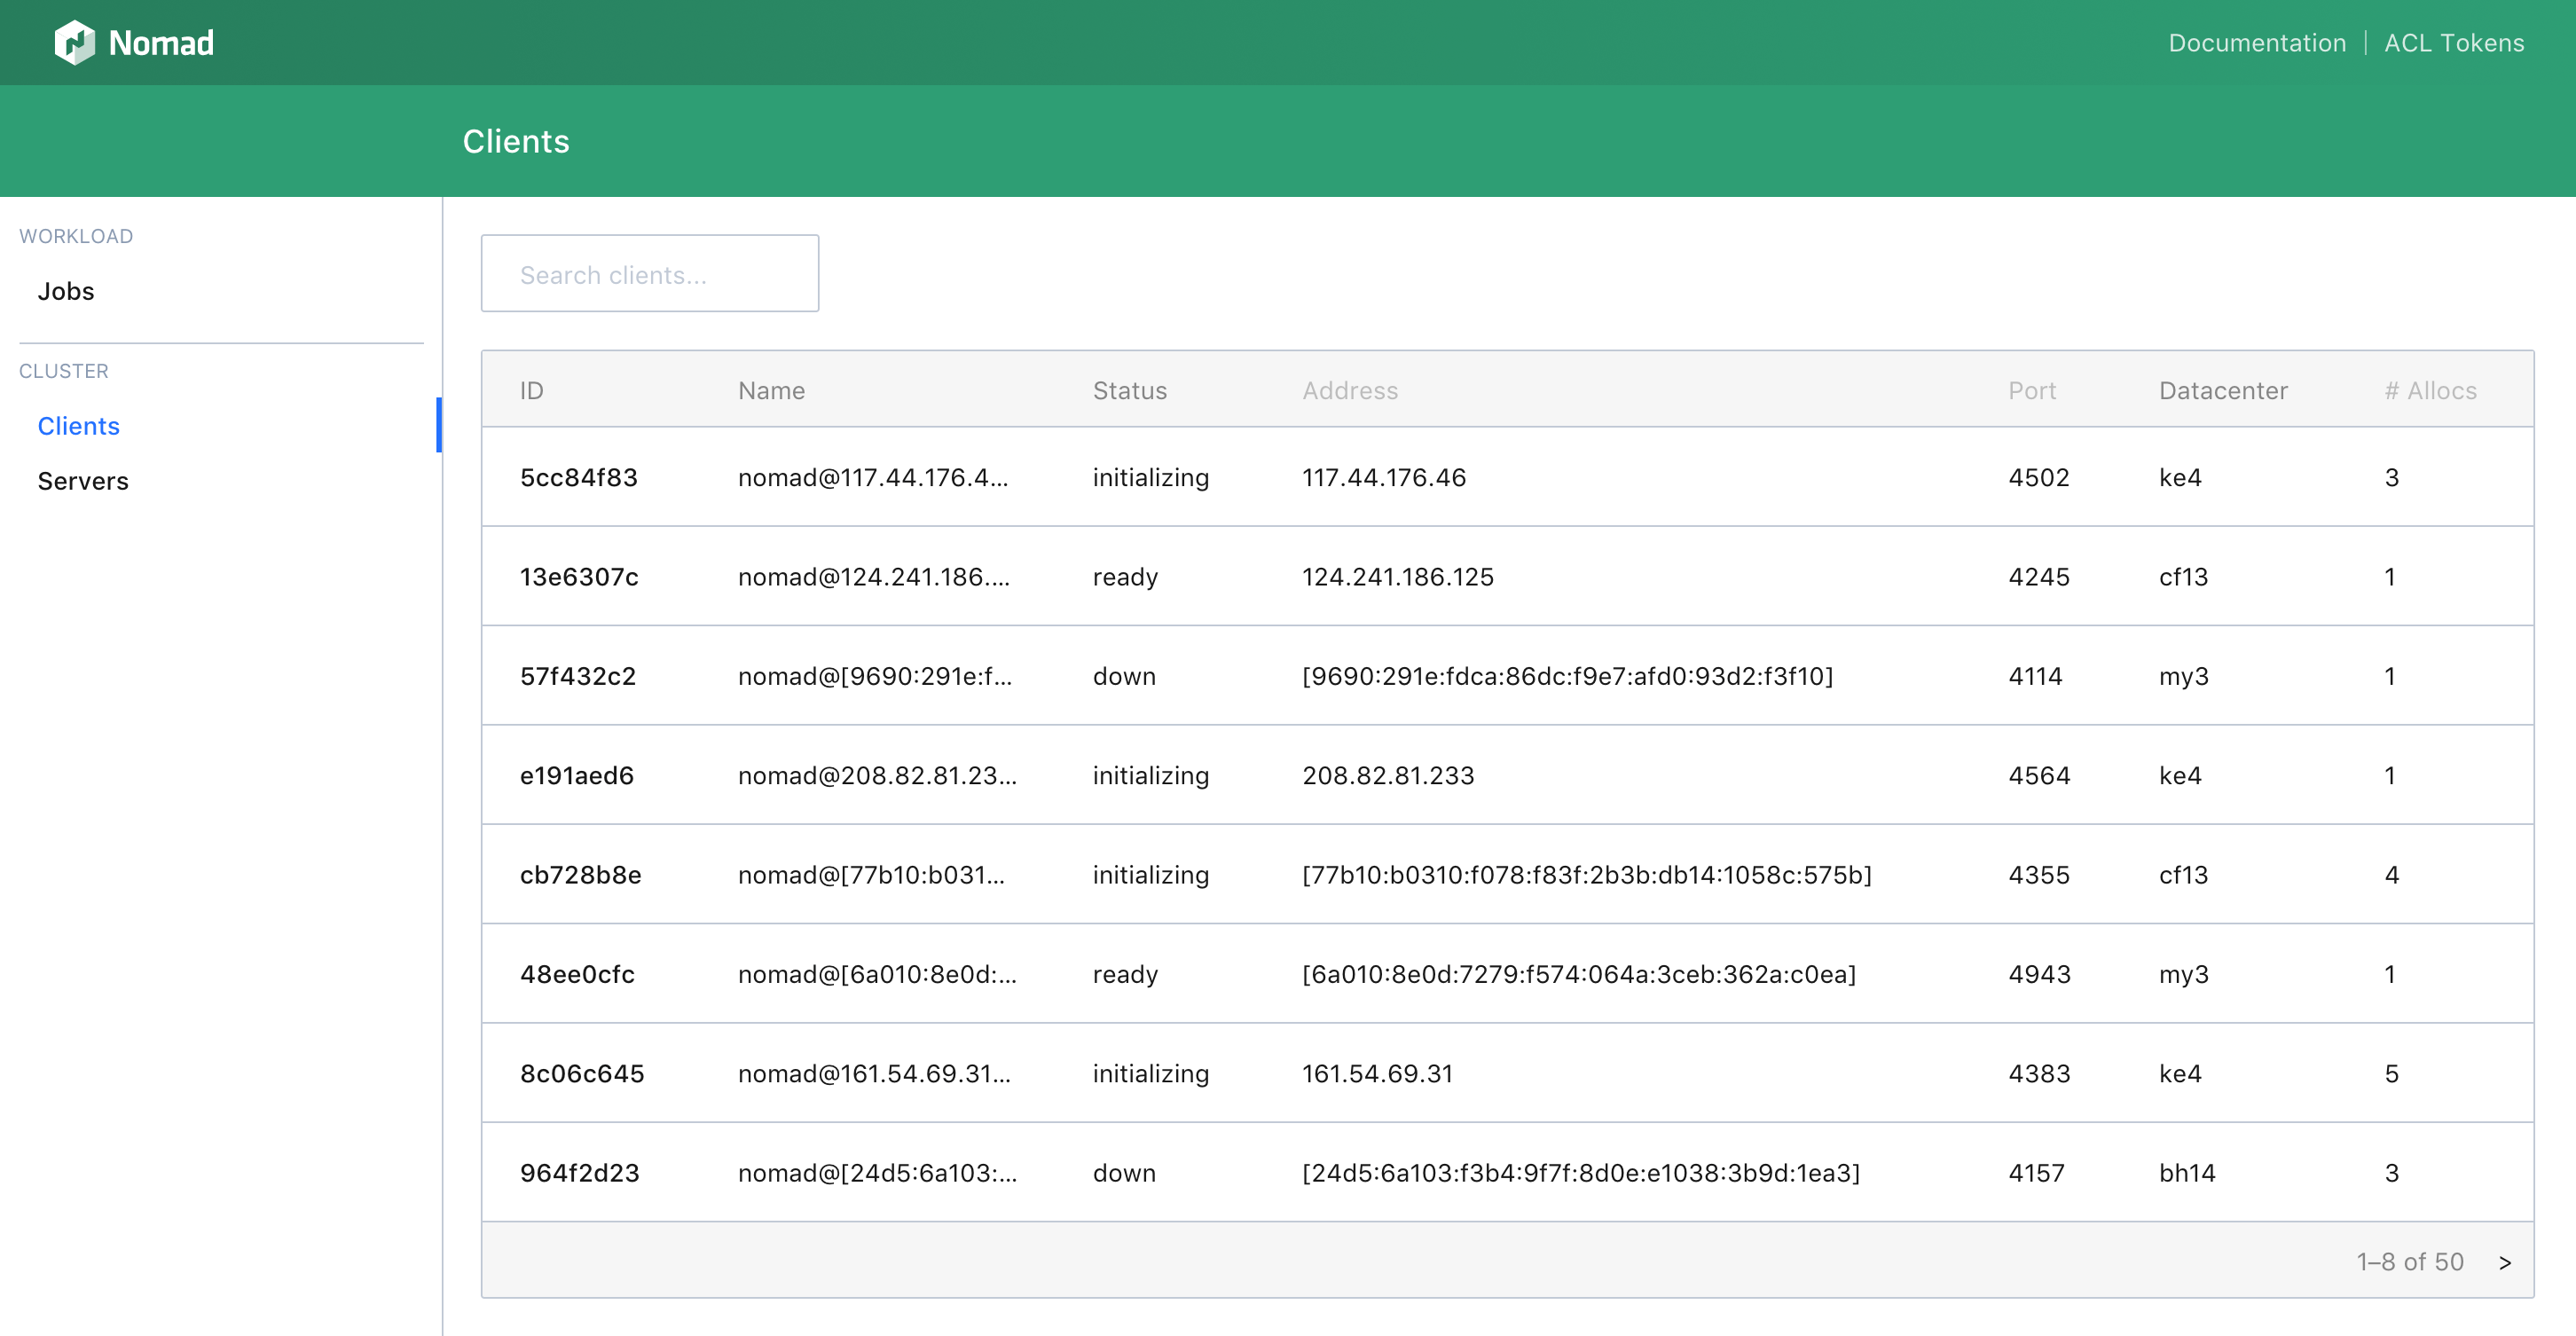 Nomad
Documentation | ACL Tokens
Clients
WORKLOAD
Jobs
CLUSTER
Clients
Servers
Search clients...
ID Name Status Address Port Datacenter # Allocs
5cc84f83 nomad@117.44.176.4... initializing 117.44.176.46 4502 ke4 3
13e6307c nomad@124.241.186.... ready 124.241.186.125 4245 cf13 1
57f432c2 nomad@[9690:291e:f... down [9690:291e:fdca:86dc:f9e7:afd0:93d2:f3f10] 4114 my3 1
e191aed6 nomad@208.82.81.23... initializing 208.82.81.233 4564 ke4 1
cb728b8e nomad@[77b10:b031... initializing [77b10:b0310:f078:f83f:2b3b:db14:1058c:575b] 4355 cf13 4
48ee0cfc nomad@[6a010:8e0d:... ready [6a010:8e0d:7279:f574:064a:3ceb:362a:c0ea] 4943 my3 1
8c06c645 nomad@161.54.69.31... initializing 161.54.69.31 4383 ke4 5
964f2d23 nomad@[24d5:6a103:... down [24d5:6a103:f3b4:9f7f:8d0e:e1038:3b9d:1ea3] 4157 bh14 3
1–8 of 50 >